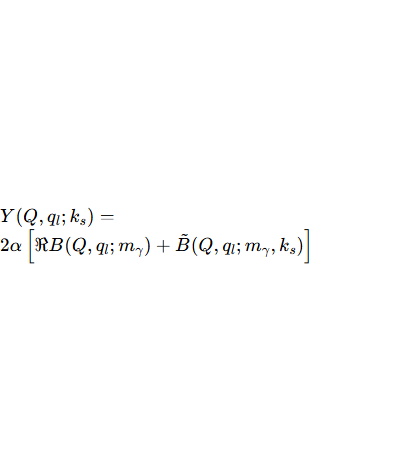 Y(Q, q_l; k_s) =
2α [ℜB(Q, q_l; m_γ) + B̃(Q, q_l; m_γ, k_s)]